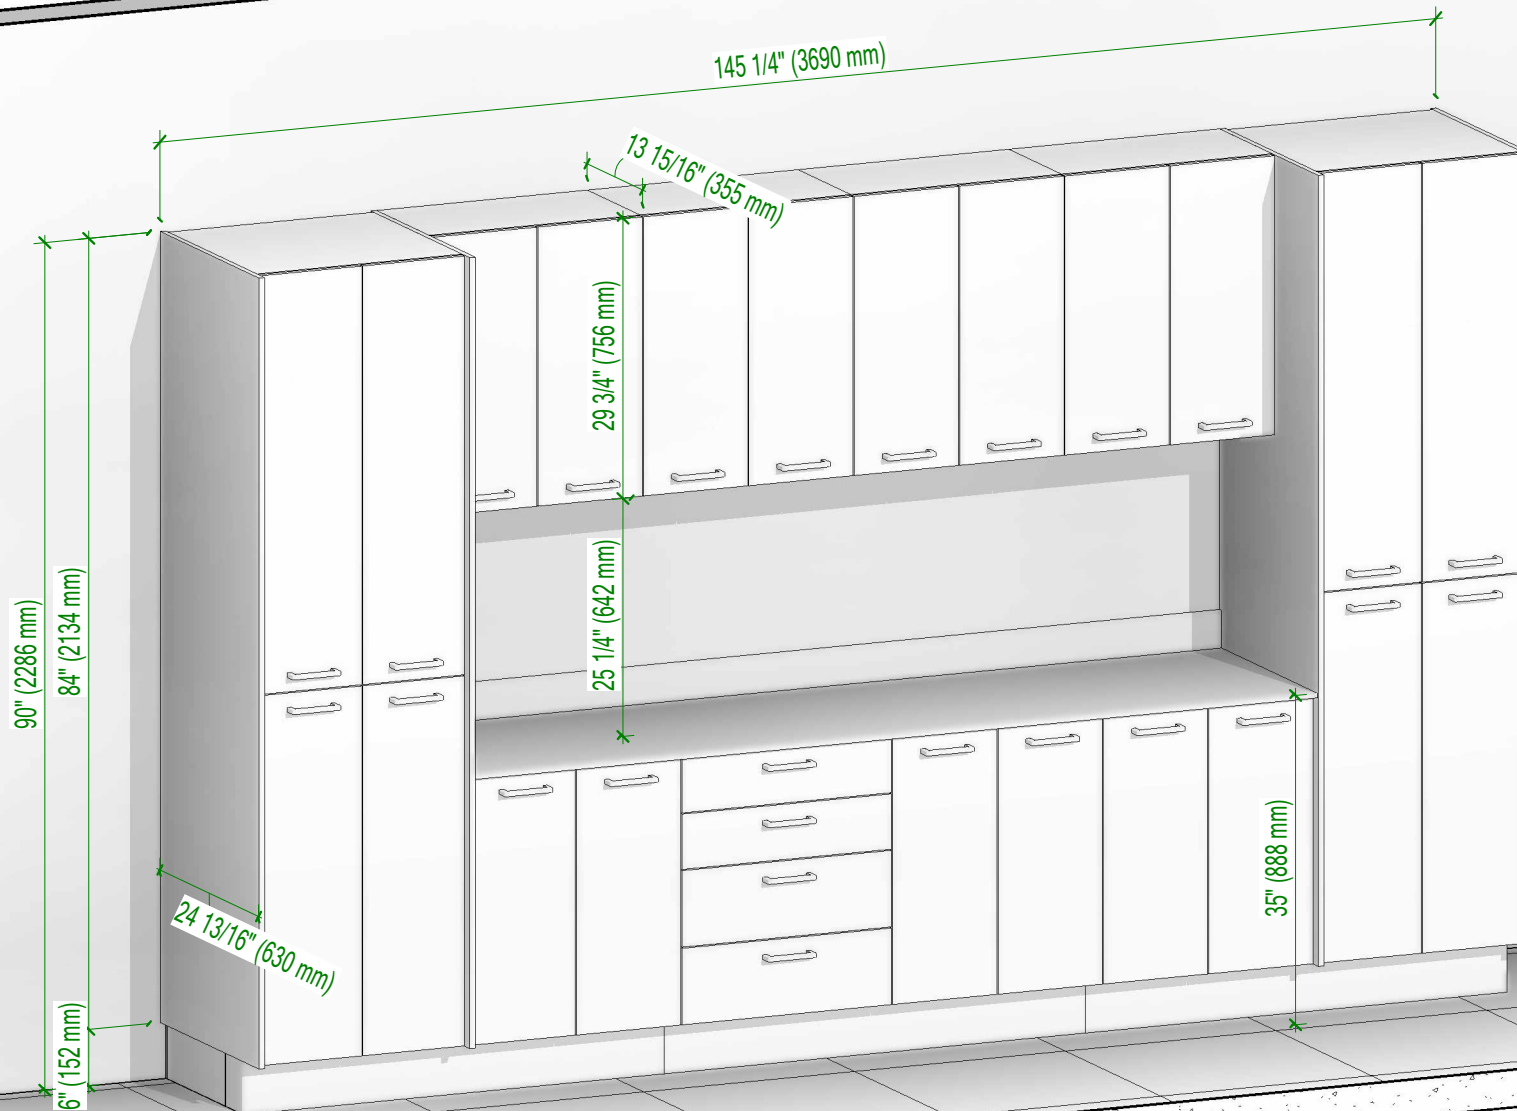 145 1/4" (3690 mm)
13 15/16" (355 mm)
29 3/4" (756 mm)
25 1/4" (642 mm)
90" (2286 mm)
84" (2134 mm)
35" (888 mm)
24 13/16" (630 mm)
6" (152 mm)